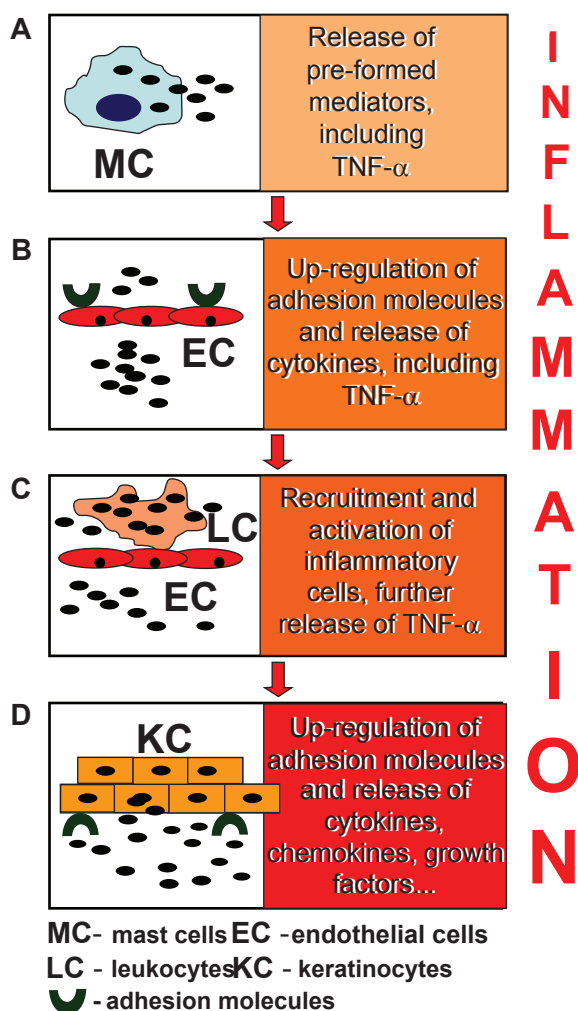 A
MC
Release of
pre-formed
mediators,
including
TNF-α
B
EC
Up-regulation of
adhesion molecules
and release of
cytokines, including
TNF-α
C
LC
EC
Recruitment and
activation of
inflammatory
cells, further
release of TNF-α
D
KC
Up-regulation of
adhesion molecules
and release of
cytokines,
chemokines, growth
factors...
INFLAMMATION
MC- mast cells EC -endothelial cells
LC - leukocytes KC - keratinocytes
- adhesion molecules